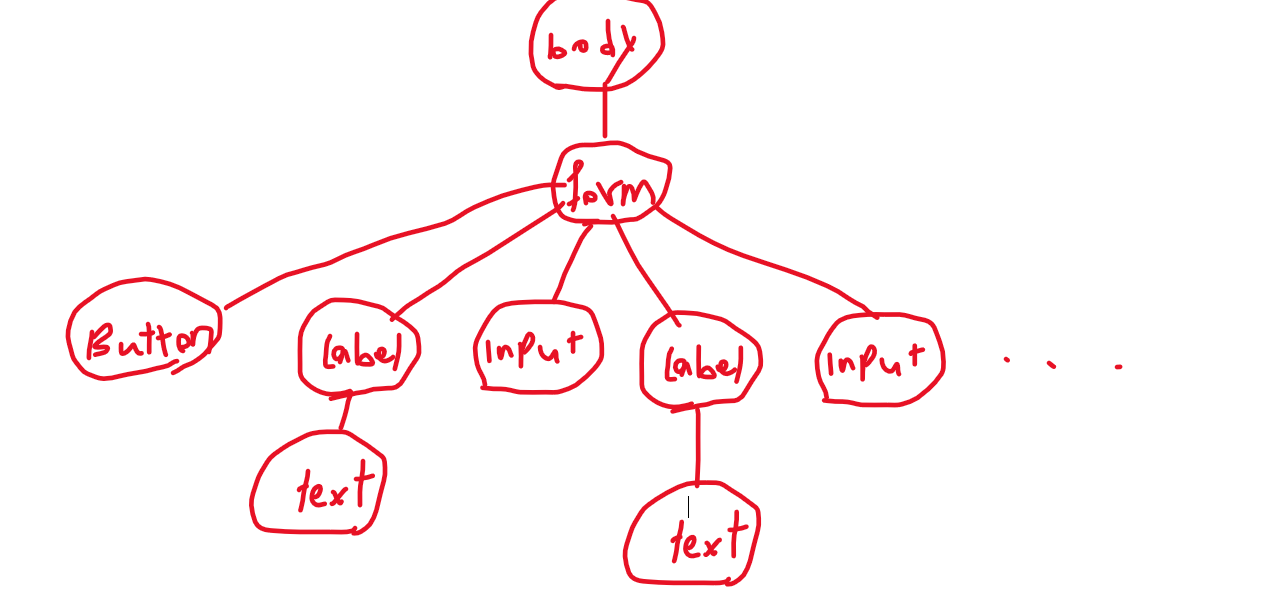 body
form
Button
label
input
label
input
. . .
text
text